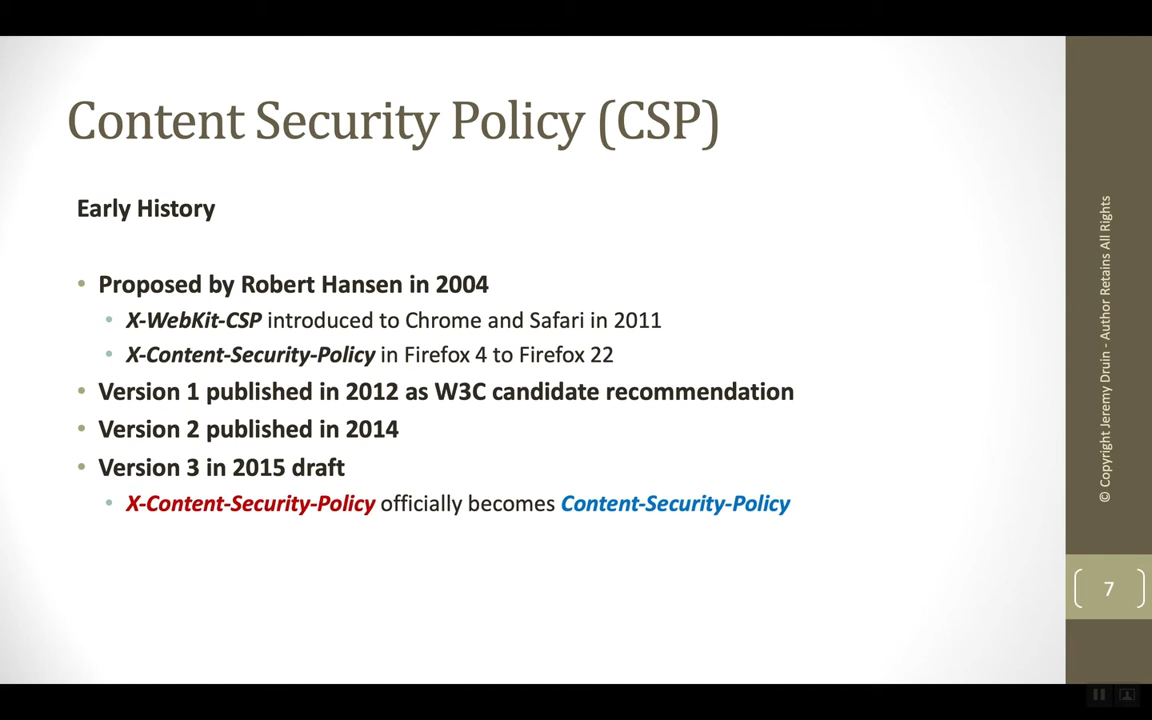 Content Security Policy (CSP)
Early History
• Proposed by Robert Hansen in 2004
• X-WebKit-CSP introduced to Chrome and Safari in 2011
• X-Content-Security-Policy in Firefox 4 to Firefox 22
• Version 1 published in 2012 as W3C candidate recommendation
• Version 2 published in 2014
• Version 3 in 2015 draft
• X-Content-Security-Policy officially becomes Content-Security-Policy
© Copyright Jeremy Druin - Author Retains All Rights
7